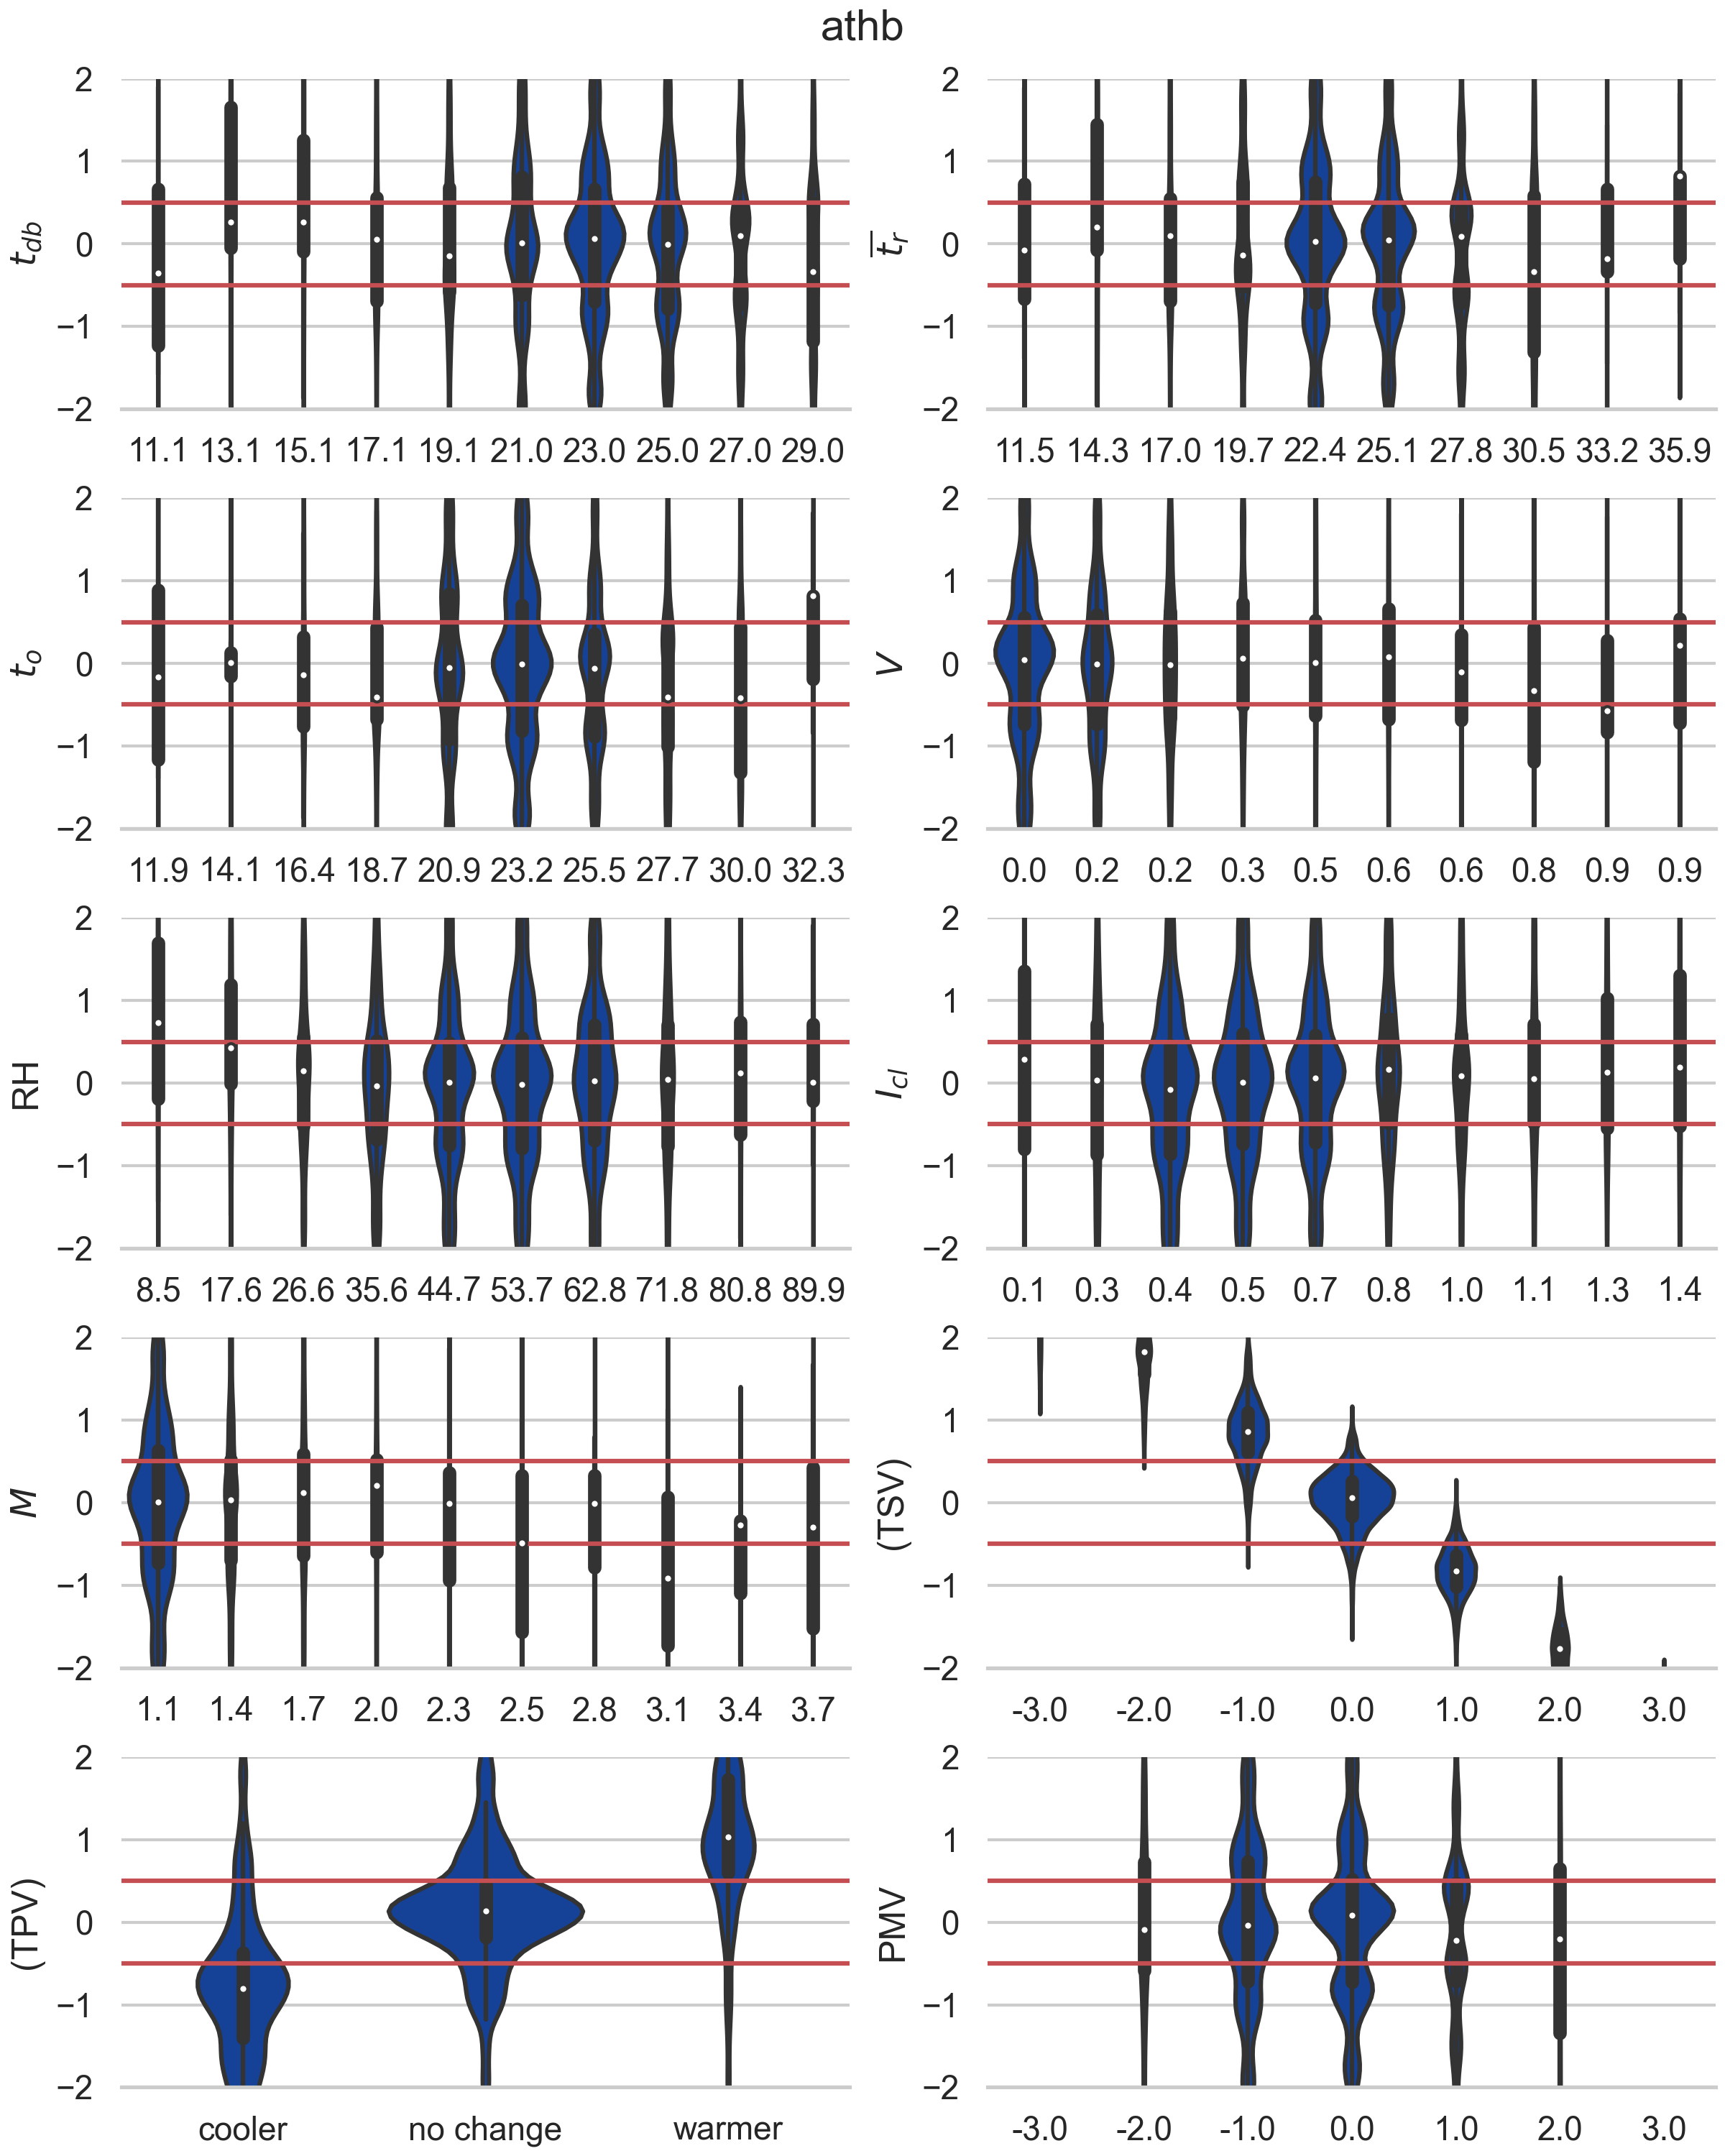 athb
2 2
1 1
t_db 0 t̅_r 0
−1 −1
−2 −2
11.1 13.1 15.1 17.1 19.1 21.0 23.0 25.0 27.0 29.0 11.5 14.3 17.0 19.7 22.4 25.1 27.8 30.5 33.2 35.9
2 2
1 1
t_o 0 V 0
−1 −1
−2 −2
11.9 14.1 16.4 18.7 20.9 23.2 25.5 27.7 30.0 32.3 0.0 0.2 0.2 0.3 0.5 0.6 0.6 0.8 0.9 0.9
2 2
1 1
RH 0 I_cl 0
−1 −1
−2 −2
8.5 17.6 26.6 35.6 44.7 53.7 62.8 71.8 80.8 89.9 0.1 0.3 0.4 0.5 0.7 0.8 1.0 1.1 1.3 1.4
2 2
1 1
M 0 (TSV) 0
−1 −1
−2 −2
1.1 1.4 1.7 2.0 2.3 2.5 2.8 3.1 3.4 3.7 -3.0 -2.0 -1.0 0.0 1.0 2.0 3.0
2 2
1 1
(TPV) 0 PMV 0
−1 −1
−2 −2
cooler no change warmer -3.0 -2.0 -1.0 0.0 1.0 2.0 3.0